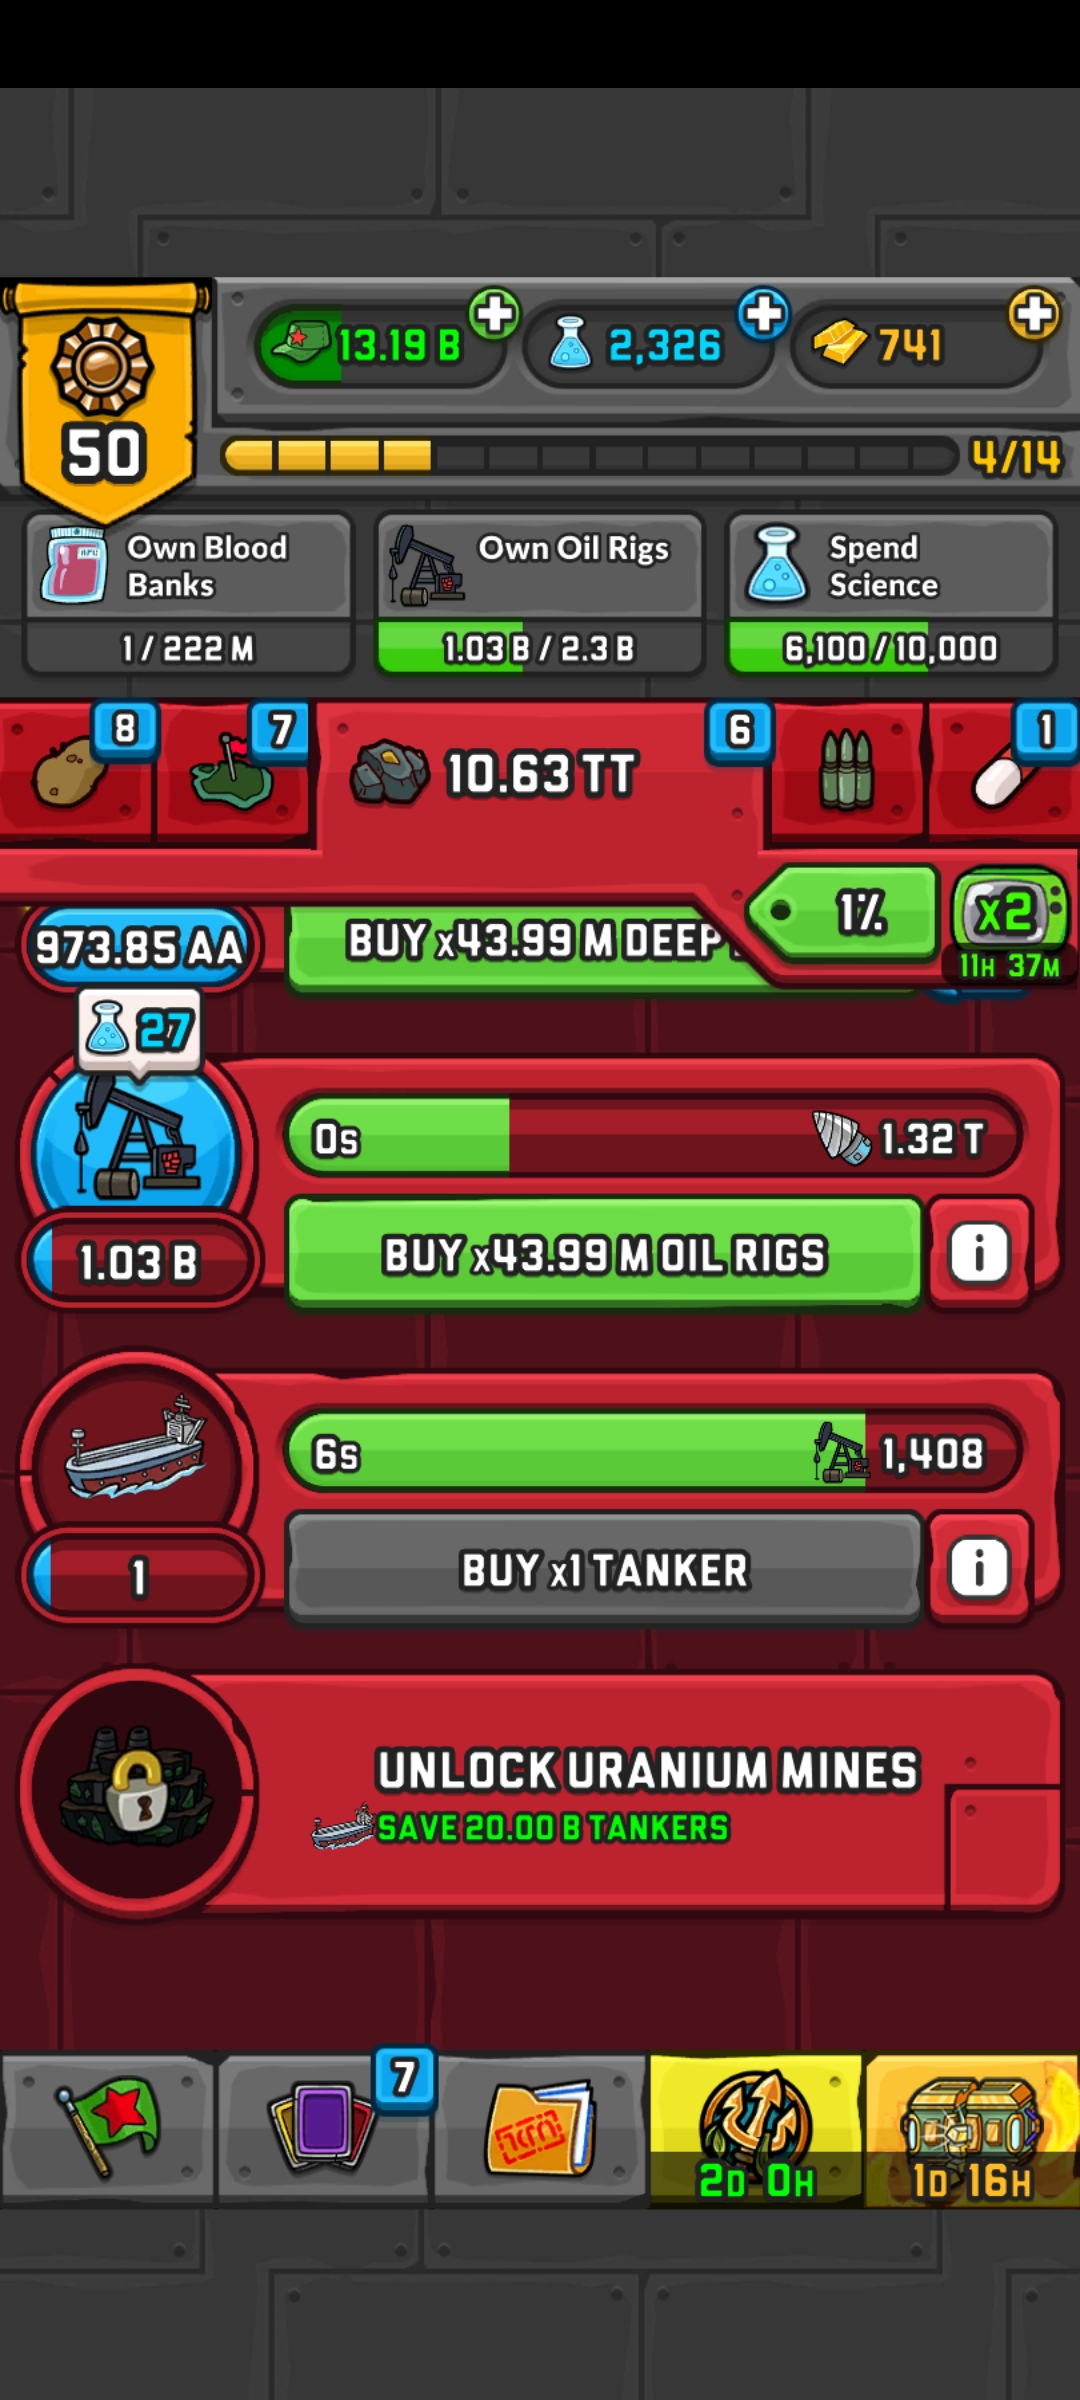 13.19 B
2,326
741
50
4/14
Own Blood Banks
Own Oil Rigs
Spend Science
1 / 222 M
1.03 B / 2.3 B
6,100 / 10,000
8
7
10.63 TT
6
1
1%
x2
11H 37M
973.85 AA
BUY x43.99 M DEEP
27
0s
1.32 T
1.03 B
BUY x43.99 M OIL RIGS
i
6s
1,408
1
BUY x1 TANKER
i
UNLOCK URANIUM MINES
SAVE 20.00 B TANKERS
7
2D 0H
1D 16H